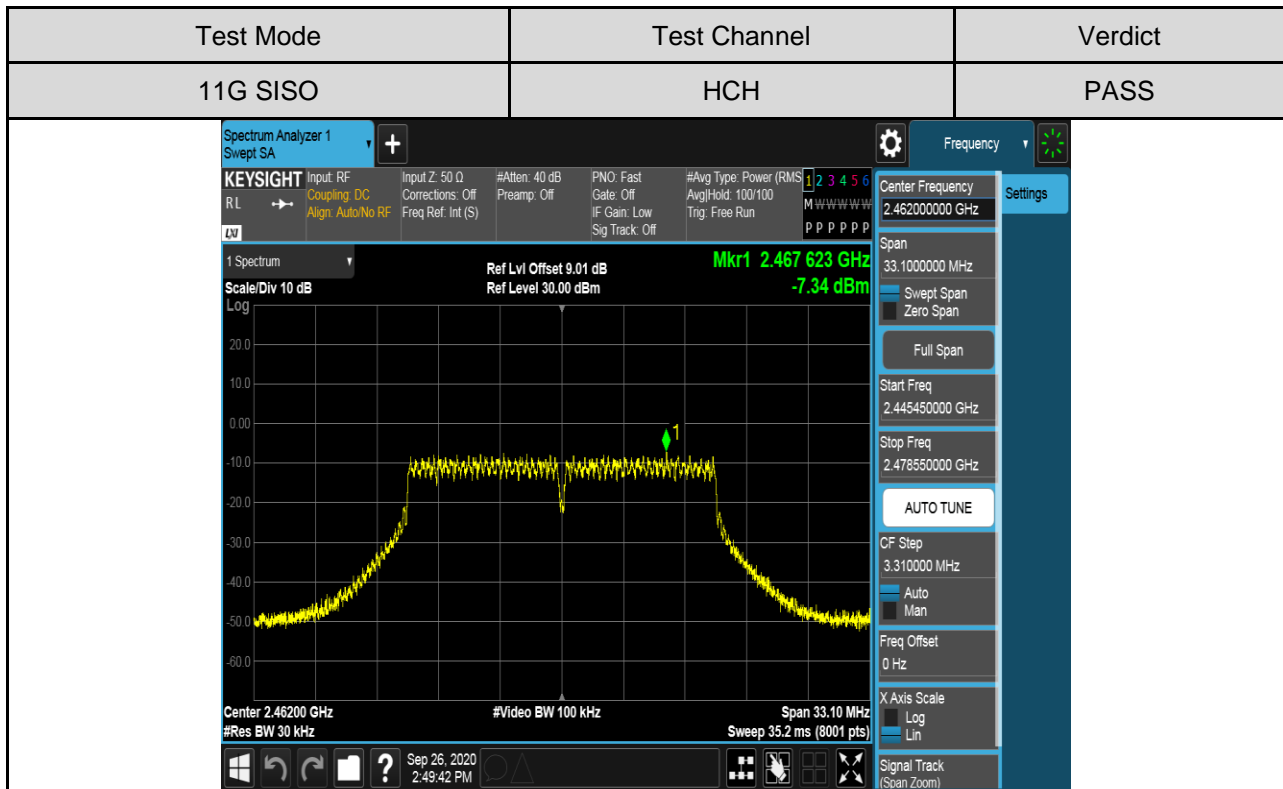 Test Mode Test Channel Verdict
11G SISO HCH PASS
Spectrum Analyzer 1
Swept SA
+
Frequency
KEYSIGHT Input: RF Input Z: 50 Ω #Atten: 40 dB PNO: Fast #Avg Type: Power (RMS 1 2 3 4 5 6
RL Coupling: DC Corrections: Off Preamp: Off Gate: Off Avg|Hold: 100/100 M W W W W W
Align: Auto/No RF Freq Ref: Int (S) IF Gain: Low Trig: Free Run
LXI Sig Track: Off P P P P P P
1 Spectrum
Scale/Div 10 dB
Ref Lvl Offset 9.01 dB
Ref Level 30.00 dBm
Mkr1 2.467 623 GHz
-7.34 dBm
Log
20.0
10.0
0.00
-10.0
-20.0
-30.0
-40.0
-50.0
-60.0
1
Center 2.46200 GHz #Video BW 100 kHz Span 33.10 MHz
#Res BW 30 kHz Sweep 35.2 ms (8001 pts)
?
Sep 26, 2020
2:49:42 PM
Settings
Center Frequency
2.462000000 GHz
Span
33.1000000 MHz
Swept Span
Zero Span
Full Span
Start Freq
2.445450000 GHz
Stop Freq
2.478550000 GHz
AUTO TUNE
CF Step
3.310000 MHz
Auto
Man
Freq Offset
0 Hz
X Axis Scale
Log
Lin
Signal Track
(Span Zoom)